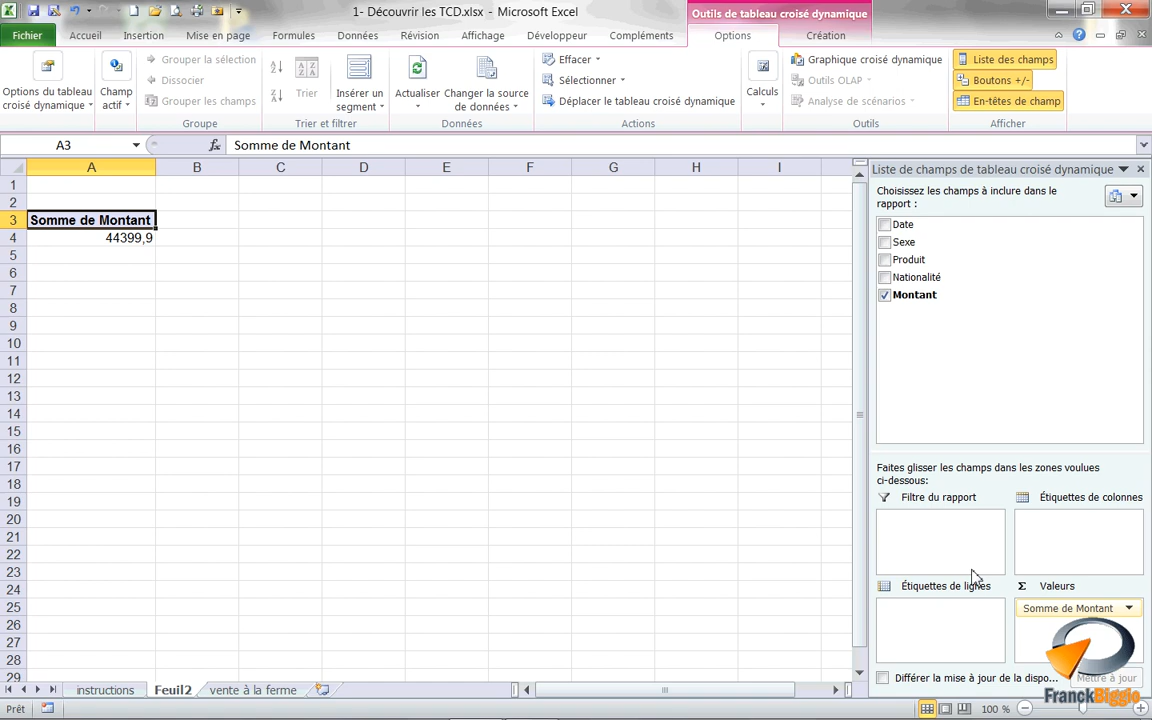 1- Découvrir les TCD.xlsx - Microsoft Excel
Outils de tableau croisé dynamique
Fichier Accueil Insertion Mise en page Formules Données Révision Affichage Développeur Compléments Options Création
Options du tableau croisé dynamique
Champ actif
Grouper la sélection
Dissocier
Grouper les champs
Groupe
Trier
Insérer un segment
Trier et filtrer
Actualiser
Changer la source de données
Données
Effacer
Sélectionner
Déplacer le tableau croisé dynamique
Actions
Calculs
Graphique croisé dynamique
Outils OLAP
Analyse de scénarios
Outils
Liste des champs
Boutons +/-
En-têtes de champ
Afficher
A3 fx Somme de Montant
A B C D E F G H I
1
2
3 Somme de Montant
4 44399,9
5
6
7
8
9
10
11
12
13
14
15
16
17
18
19
20
21
22
23
24
25
26
27
28
29
Liste de champs de tableau croisé dynamique
Choisissez les champs à inclure dans le
rapport :
Date
Sexe
Produit
Nationalité
Montant
Faites glisser les champs dans les zones voulues
ci-dessous:
Filtre du rapport Étiquettes de colonnes
Étiquettes de lignes Σ Valeurs
Somme de Montant
Différer la mise à jour de la dispo... Mettre à jour
FranckBiggio
instructions Feuil2 vente à la ferme
Prêt 100 %